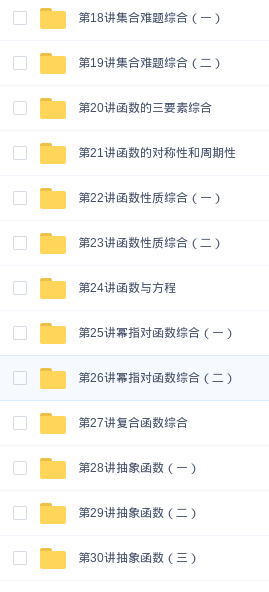 第18讲集合难题综合（一）
第19讲集合难题综合（二）
第20讲函数的三要素综合
第21讲函数的对称性和周期性
第22讲函数性质综合（一）
第23讲函数性质综合（二）
第24讲函数与方程
第25讲幂指对函数综合（一）
第26讲幂指对函数综合（二）
第27讲复合函数综合
第28讲抽象函数（一）
第29讲抽象函数（二）
第30讲抽象函数（三）